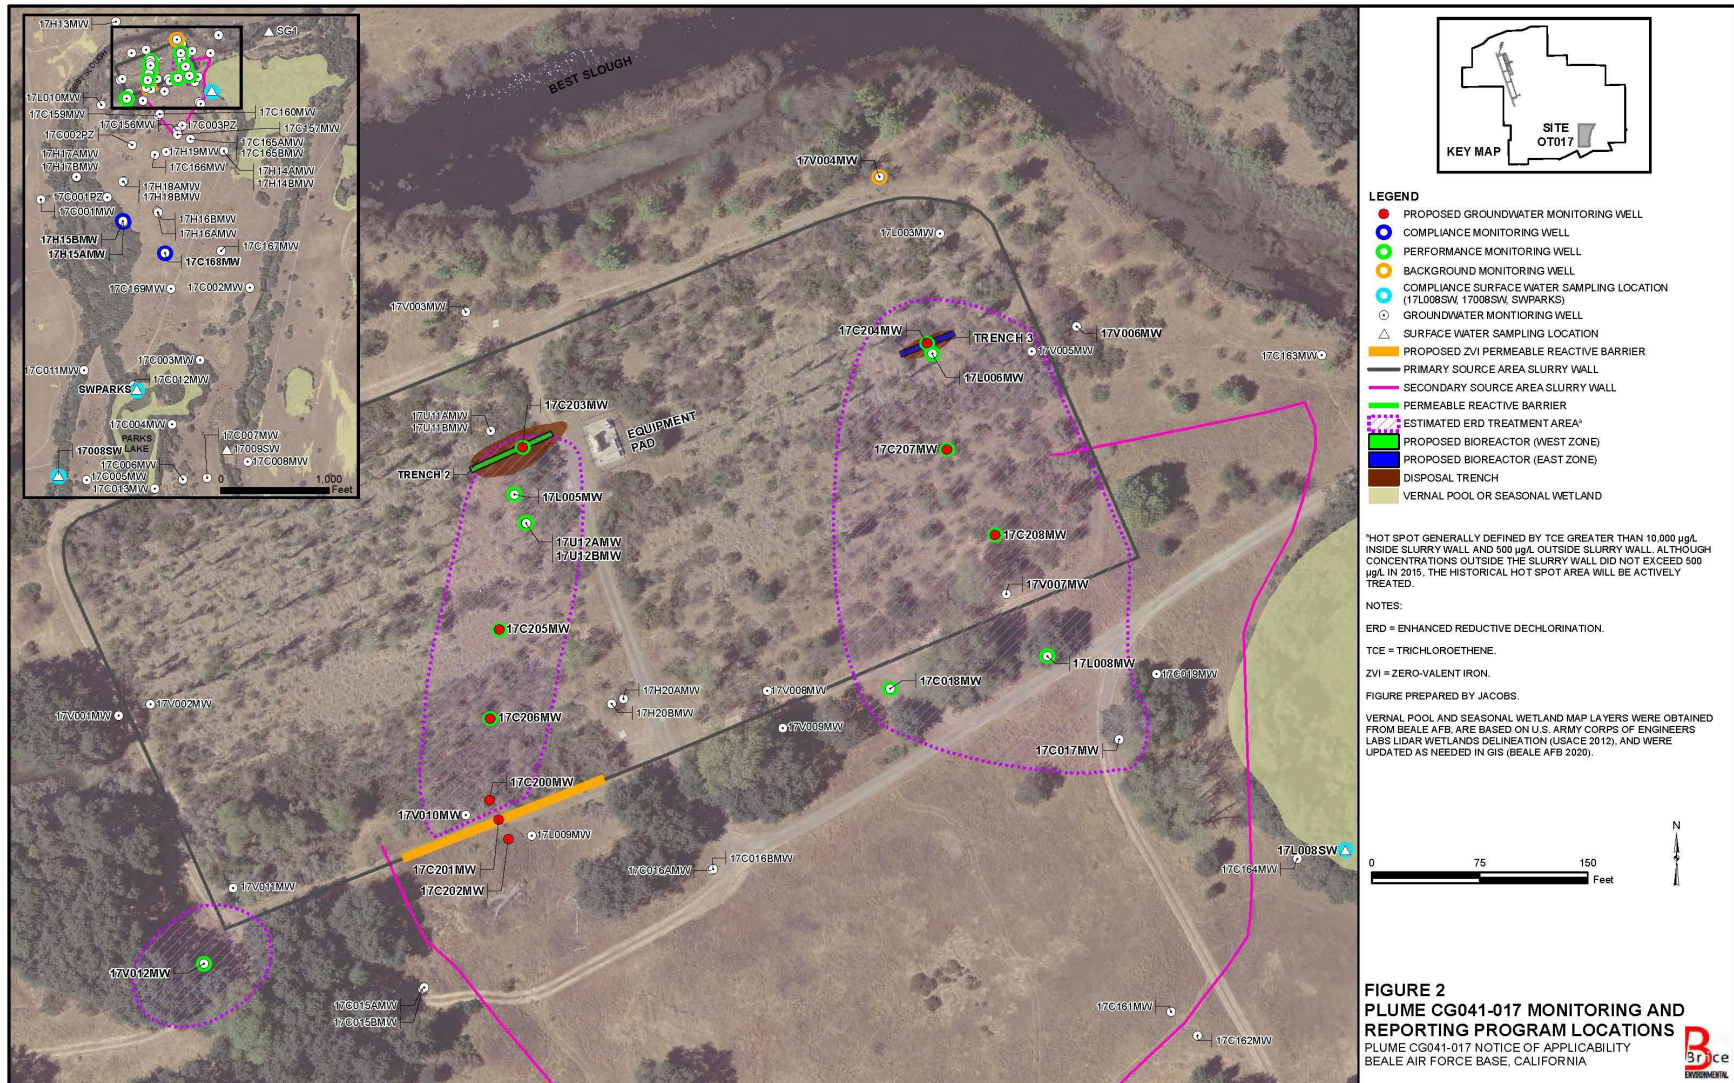 17H13MW
SG1
BEST SLOUGH
17L010MW
17C159MW
17C156MW
17C003PZ
17C160MW
17C157MW
17C002PZ
17C165AMW
17C165BMW
17H17AMW
17H17BMW
17H19MW
17C166MW
17H14AMW
17H14BMW
17H18AMW
17H18BMW
17C001PZ
17C001MW
17H16BMW
17H16AMW
17H15BMW
17H15AMW
17C167MW
17C168MW
17C169MW
17C002MW
17C003MW
17C011MW
17C012MW
SWPARKS
17C004MW
PARKS
LAKE
17C007MW
17008SW
17009SW
17C006MW
17C008MW
17C005MW
17C013MW
0 1,000
Feet
BEST SLOUGH
17V004MW
17L003MW
17V003MW
17C204MW
TRENCH 3
17V006MW
17V005MW
17C163MW
17L006MW
17C203MW
17U11AMW
17U11BMW
EQUIPMENT
PAD
17C207MW
TRENCH 2
17L005MW
17U12AMW
17U12BMW
17C208MW
17V007MW
17C205MW
17L008MW
17C018MW
17C019MW
17H20AMW
17H20BMW
17V008MW
17V002MW
17V001MW
17C206MW
17V009MW
17C017MW
17C200MW
17V010MW
17L009MW
17C201MW
17C202MW
17C016BMW
17C016AMW
17L008SW
17C164MW
17V011MW
17V012MW
17C015AMW
17C015BMW
17C161MW
17C162MW
KEY MAP
SITE
OT017
LEGEND
PROPOSED GROUNDWATER MONITORING WELL
COMPLIANCE MONITORING WELL
PERFORMANCE MONITORING WELL
BACKGROUND MONITORING WELL
COMPLIANCE SURFACE WATER SAMPLING LOCATION
(17L008SW, 17008SW, SWPARKS)
GROUNDWATER MONTIORING WELL
SURFACE WATER SAMPLING LOCATION
PROPOSED ZVI PERMEABLE REACTIVE BARRIER
PRIMARY SOURCE AREA SLURRY WALL
SECONDARY SOURCE AREA SLURRY WALL
PERMEABLE REACTIVE BARRIER
ESTIMATED ERD TREATMENT AREAª
PROPOSED BIOREACTOR (WEST ZONE)
PROPOSED BIOREACTOR (EAST ZONE)
DISPOSAL TRENCH
VERNAL POOL OR SEASONAL WETLAND
ªHOT SPOT GENERALLY DEFINED BY TCE GREATER THAN 10,000 µg/L
INSIDE SLURRY WALL AND 500 µg/L OUTSIDE SLURRY WALL. ALTHOUGH
CONCENTRATIONS OUTSIDE THE SLURRY WALL DID NOT EXCEED 500
µg/L IN 2015, THE HISTORICAL HOT SPOT AREA WILL BE ACTIVELY
TREATED.
NOTES:
ERD = ENHANCED REDUCTIVE DECHLORINATION.
TCE = TRICHLOROETHENE.
ZVI = ZERO-VALENT IRON.
FIGURE PREPARED BY JACOBS.
VERNAL POOL AND SEASONAL WETLAND MAP LAYERS WERE OBTAINED
FROM BEALE AFB, ARE BASED ON U.S. ARMY CORPS OF ENGINEERS
LABS LIDAR WETLANDS DELINEATION (USACE 2012), AND WERE
UPDATED AS NEEDED IN GIS (BEALE AFB 2020).
N
0 75 150
Feet
FIGURE 2
PLUME CG041-017 MONITORING AND
REPORTING PROGRAM LOCATIONS
PLUME CG041-017 NOTICE OF APPLICABILITY
BEALE AIR FORCE BASE, CALIFORNIA
Brice
ENVIRONMENTAL